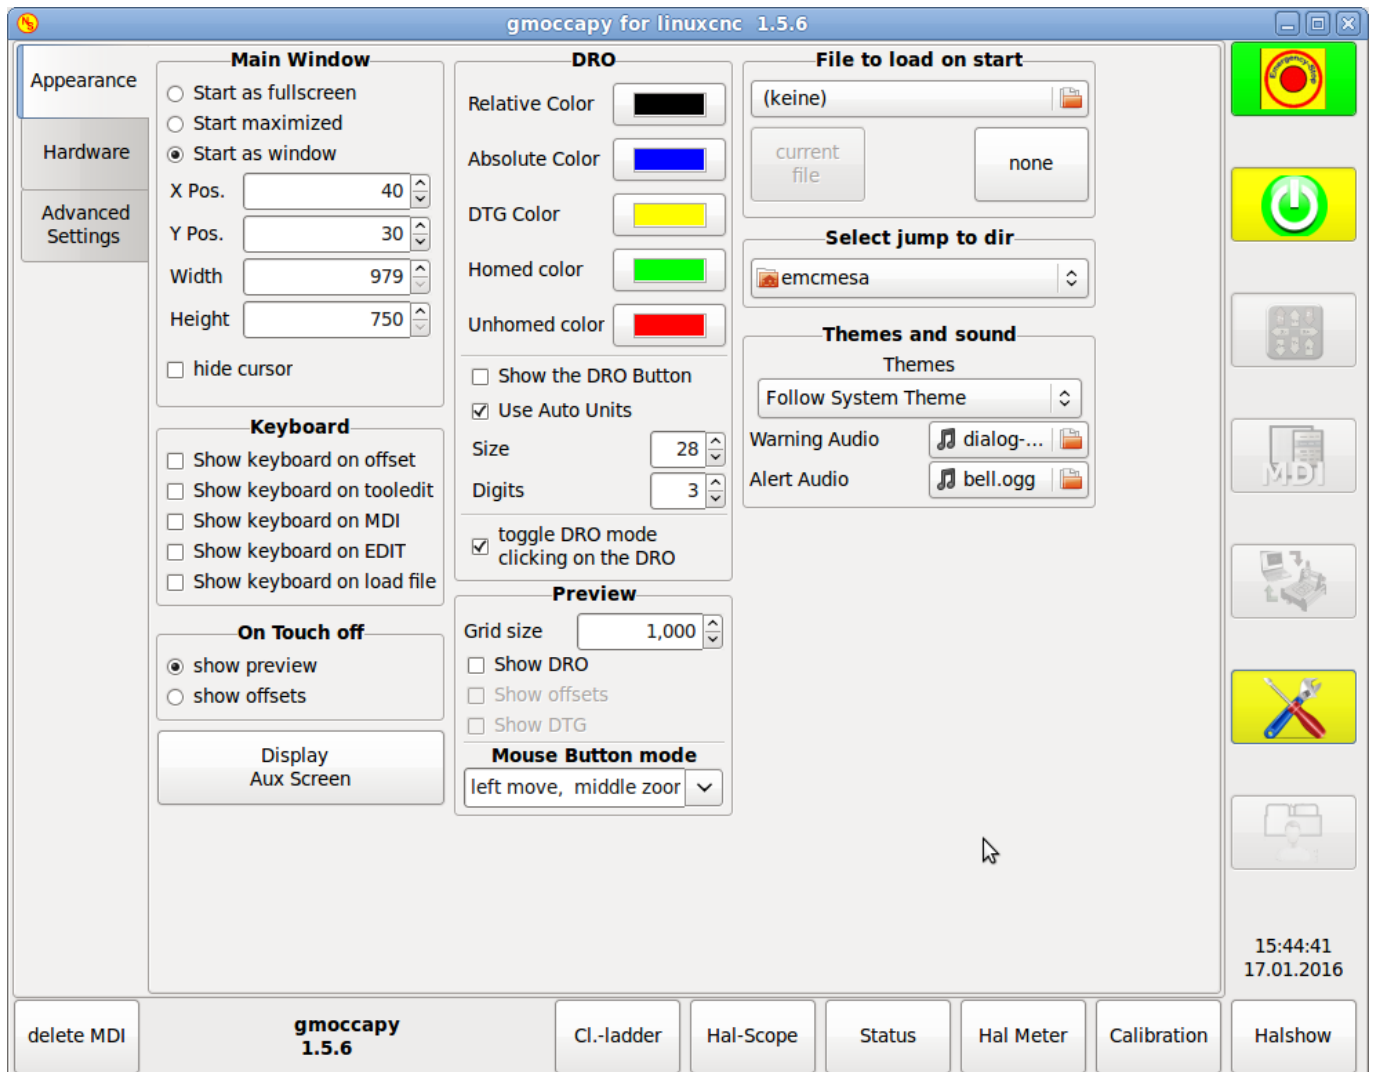 gmoccapy for linuxcnc 1.5.6
Appearance
Hardware
Advanced
Settings
Main Window
Start as fullscreen
Start maximized
Start as window
X Pos. 40
Y Pos. 30
Width 979
Height 750
hide cursor
Keyboard
Show keyboard on offset
Show keyboard on tooledit
Show keyboard on MDI
Show keyboard on EDIT
Show keyboard on load file
On Touch off
show preview
show offsets
Display
Aux Screen
DRO
Relative Color
Absolute Color
DTG Color
Homed color
Unhomed color
Show the DRO Button
Use Auto Units
Size 28
Digits 3
toggle DRO mode
clicking on the DRO
Preview
Grid size 1,000
Show DRO
Show offsets
Show DTG
Mouse Button mode
left move, middle zoor
File to load on start
(keine)
current
file
none
Select jump to dir
emcmesa
Themes and sound
Themes
Follow System Theme
Warning Audio dialog-...
Alert Audio bell.ogg
Emergency-Stop
MDI
15:44:41
17.01.2016
delete MDI
gmoccapy
1.5.6
Cl.-ladder
Hal-Scope
Status
Hal Meter
Calibration
Halshow